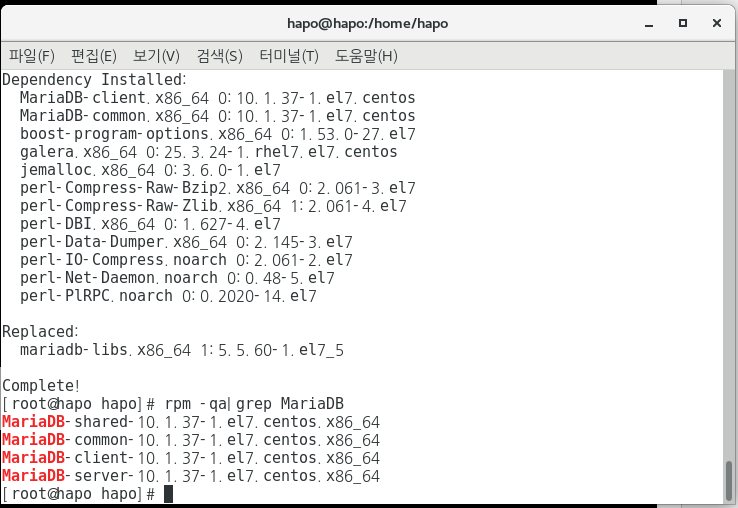 hapo@hapo:/home/hapo
파일(F) 편집(E) 보기(V) 검색(S) 터미널(T) 도움말(H)
Dependency Installed:
  MariaDB-client.x86_64 0:10.1.37-1.el7.centos
  MariaDB-common.x86_64 0:10.1.37-1.el7.centos
  boost-program-options.x86_64 0:1.53.0-27.el7
  galera.x86_64 0:25.3.24-1.rhel7.el7.centos
  jemalloc.x86_64 0:3.6.0-1.el7
  perl-Compress-Raw-Bzip2.x86_64 0:2.061-3.el7
  perl-Compress-Raw-Zlib.x86_64 1:2.061-4.el7
  perl-DBI.x86_64 0:1.627-4.el7
  perl-Data-Dumper.x86_64 0:2.145-3.el7
  perl-IO-Compress.noarch 0:2.061-2.el7
  perl-Net-Daemon.noarch 0:0.48-5.el7
  perl-PlRPC.noarch 0:0.2020-14.el7
Replaced:
  mariadb-libs.x86_64 1:5.5.60-1.el7_5
Complete!
[root@hapo hapo]# rpm -qa|grep MariaDB
MariaDB-shared-10.1.37-1.el7.centos.x86_64
MariaDB-common-10.1.37-1.el7.centos.x86_64
MariaDB-client-10.1.37-1.el7.centos.x86_64
MariaDB-server-10.1.37-1.el7.centos.x86_64
[root@hapo hapo]#